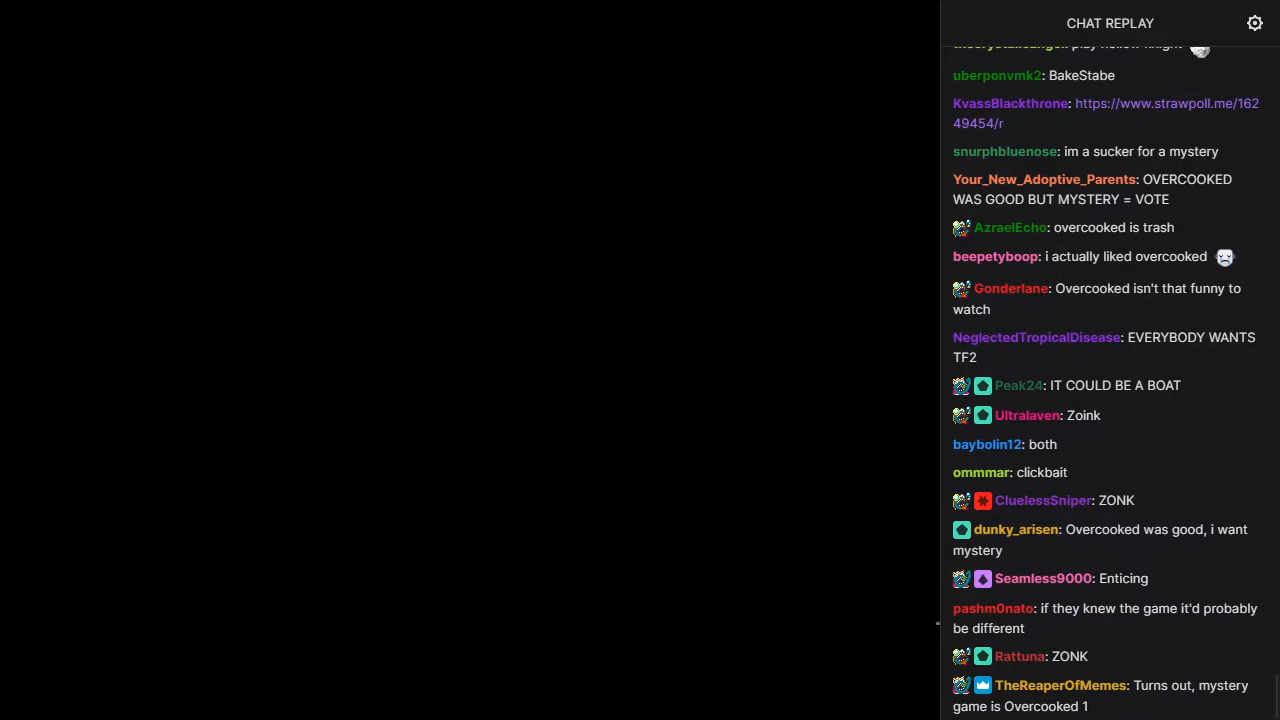 CHAT REPLAY
uberponvmk2: BakeStabe
KvassBlackthrone: https://www.strawpoll.me/162
49454/r
snurphbluenose: im a sucker for a mystery
Your_New_Adoptive_Parents: OVERCOOKED
WAS GOOD BUT MYSTERY = VOTE
AzraelEcho: overcooked is trash
beepetyboop: i actually liked overcooked
Gonderlane: Overcooked isn't that funny to
watch
NeglectedTropicalDisease: EVERYBODY WANTS
TF2
Peak24: IT COULD BE A BOAT
Ultralaven: Zoink
baybolin12: both
ommmar: clickbait
CluelessSniper: ZONK
dunky_arisen: Overcooked was good, i want
mystery
Seamless9000: Enticing
pashm0nato: if they knew the game it'd probably
be different
Rattuna: ZONK
TheReaperOfMemes: Turns out, mystery
game is Overcooked 1